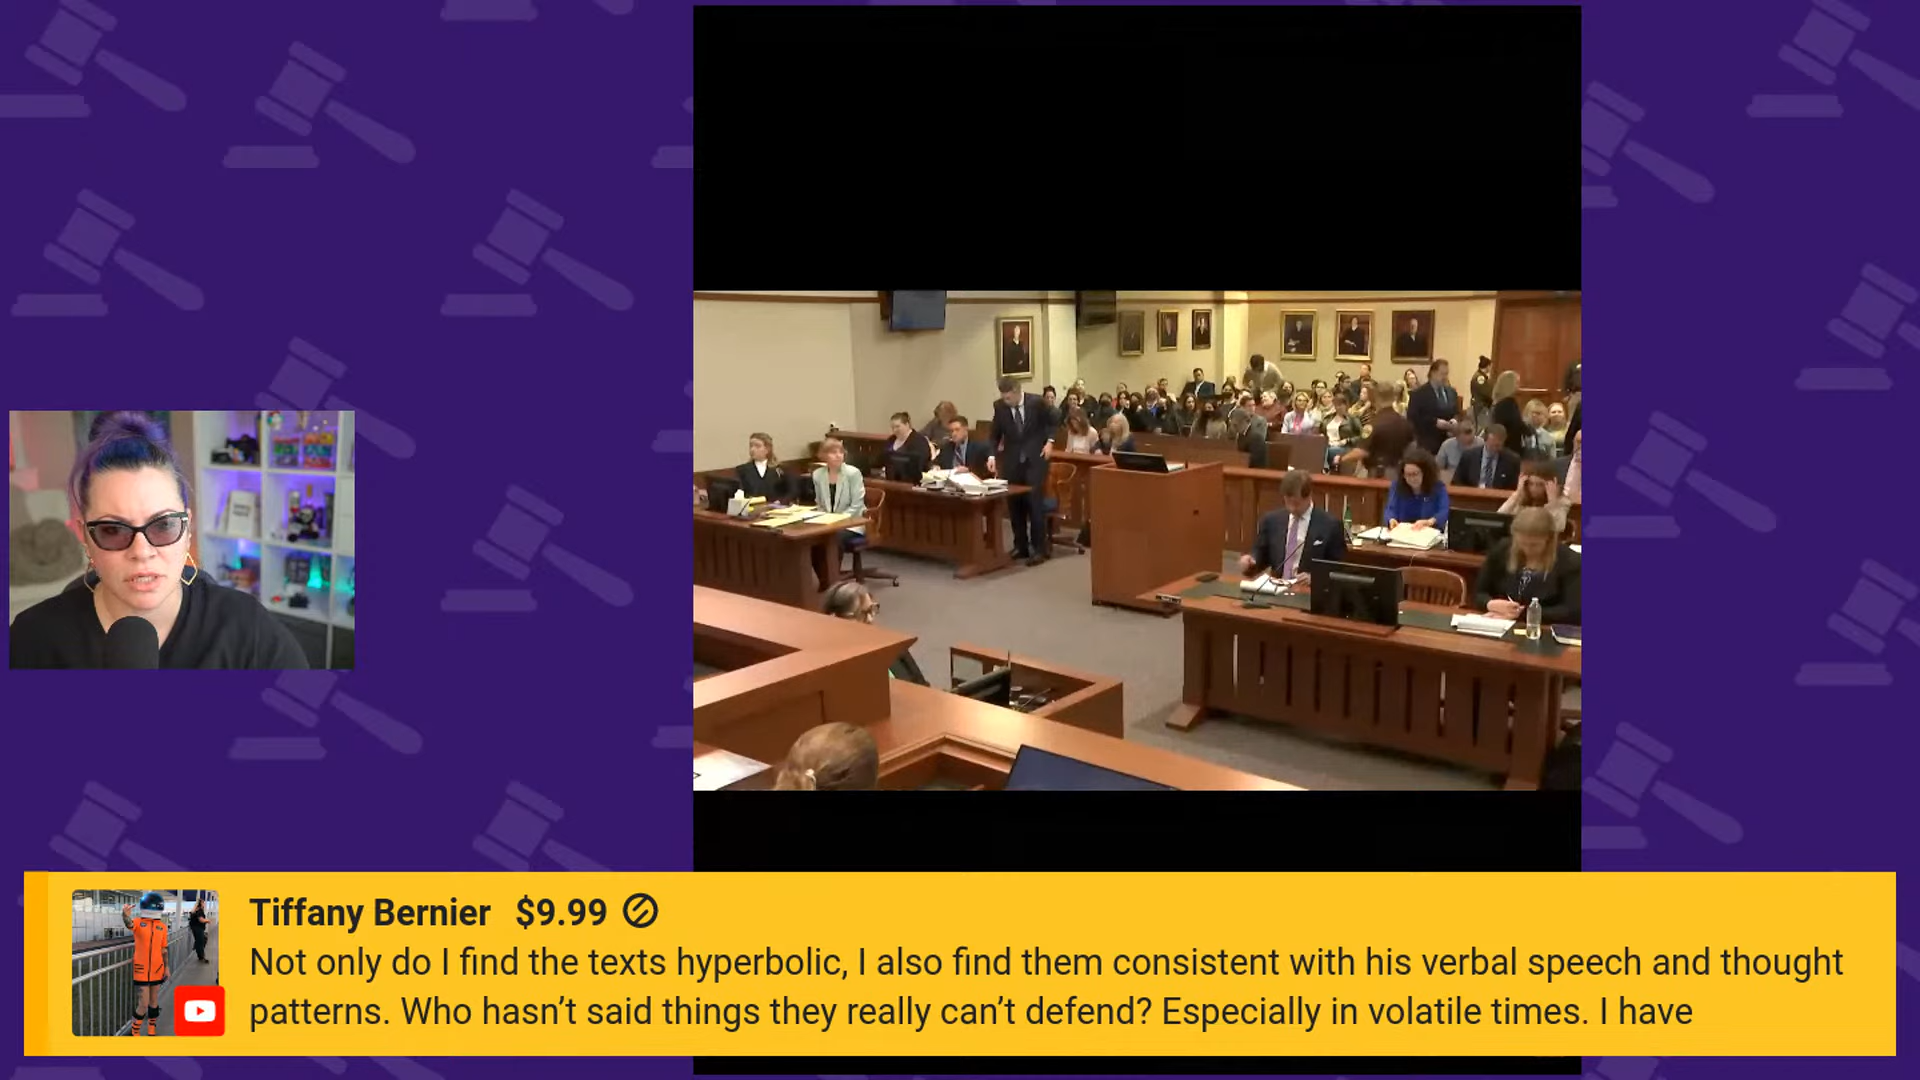 Tiffany Bernier $9.99
Not only do I find the texts hyperbolic, I also find them consistent with his verbal speech and thought
patterns. Who hasn’t said things they really can’t defend? Especially in volatile times. I have